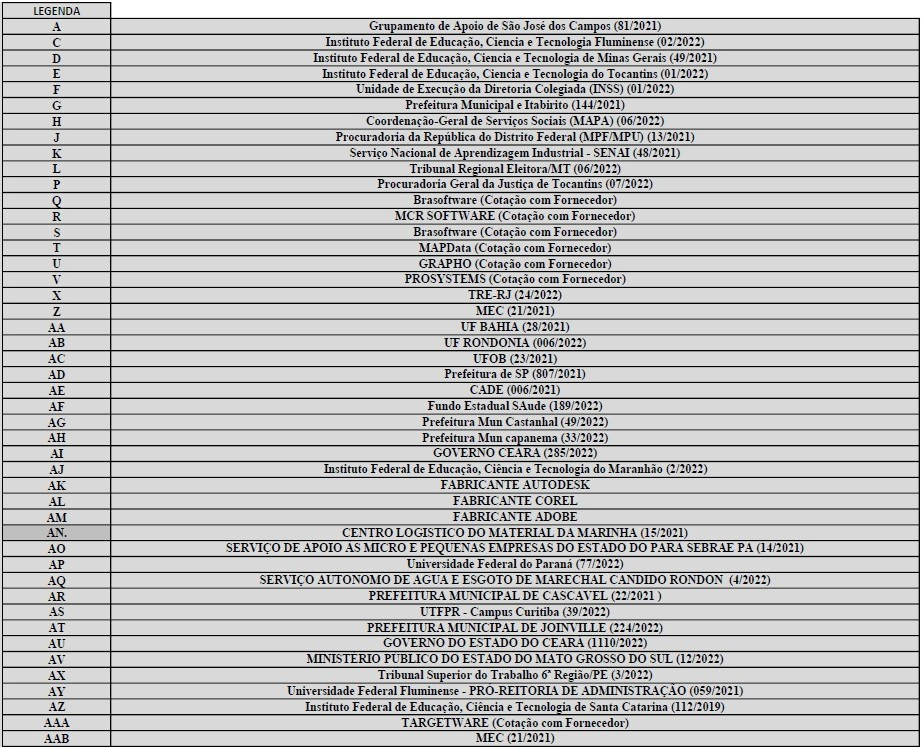 LEGENDA
A Grupamento de Apoio de São José dos Campos (81/2021)
C Instituto Federal de Educação, Ciencia e Tecnologia Fluminense (02/2022)
D Instituto Federal de Educação, Ciencia e Tecnologia de Minas Gerais (49/2021)
E Instituto Federal de Educação, Ciencia e Tecnologia do Tocantins (01/2022)
F Unidade de Execução da Diretoria Colegiada (INSS) (01/2022)
G Prefeitura Municipal e Itabirito (144/2021)
H Coordenação-Geral de Serviços Sociais (MAPA) (06/2022)
J Procuradoria da República do Distrito Federal (MPF/MPU) (13/2021)
K Serviço Nacional de Aprendizagem Industrial - SENAI (48/2021)
L Tribunal Regional Eleitora/MT (06/2022)
P Procuradoria Geral da Justiça de Tocantins (07/2022)
Q Brasoftware (Cotação com Fornecedor)
R MCR SOFTWARE (Cotação com Fornecedor)
S Brasoftware (Cotação com Fornecedor)
T MAPData (Cotação com Fornecedor)
U GRAPHO (Cotação com Fornecedor)
V PROSYSTEMS (Cotação com Fornecedor)
X TRE-RJ (24/2022)
Z MEC (21/2021)
AA UF BAHIA (28/2021)
AB UF RONDONIA (006/2022)
AC UFOB (23/2021)
AD Prefeitura de SP (807/2021)
AE CADE (006/2021)
AF Fundo Estadual SAude (189/2022)
AG Prefeitura Mun Castanhal (49/2022)
AH Prefeitura Mun capanema (33/2022)
AI GOVERNO CEARA (285/2022)
AJ Instituto Federal de Educação, Ciência e Tecnologia do Maranhão (2/2022)
AK FABRICANTE AUTODESK
AL FABRICANTE COREL
AM FABRICANTE ADOBE
AN. CENTRO LOGISTICO DO MATERIAL DA MARINHA (15/2021)
AO SERVIÇO DE APOIO AS MICRO E PEQUENAS EMPRESAS DO ESTADO DO PARA SEBRAE PA (14/2021)
AP Universidade Federal do Paraná (77/2022)
AQ SERVIÇO AUTONOMO DE AGUA E ESGOTO DE MARECHAL CANDIDO RONDON (4/2022)
AR PREFEITURA MUNICIPAL DE CASCAVEL (22/2021 )
AS UTFPR - Campus Curitiba (39/2022)
AT PREFEITURA MUNICIPAL DE JOINVILLE (224/2022)
AU GOVERNO DO ESTADO DO CEARA (1110/2022)
AV MINISTÉRIO PÚBLICO DO ESTADO DO MATO GROSSO DO SUL (12/2022)
AX Tribunal Superior do Trabalho 6ª Região/PE (3/2022)
AY Universidade Federal Fluminense - PRÓ-REITORIA DE ADMINISTRAÇÃO (059/2021)
AZ Instituto Federal de Educação, Ciência e Tecnologia de Santa Catarina (112/2019)
AAA TARGETWARE (Cotação com Fornecedor)
AAB MEC (21/2021)